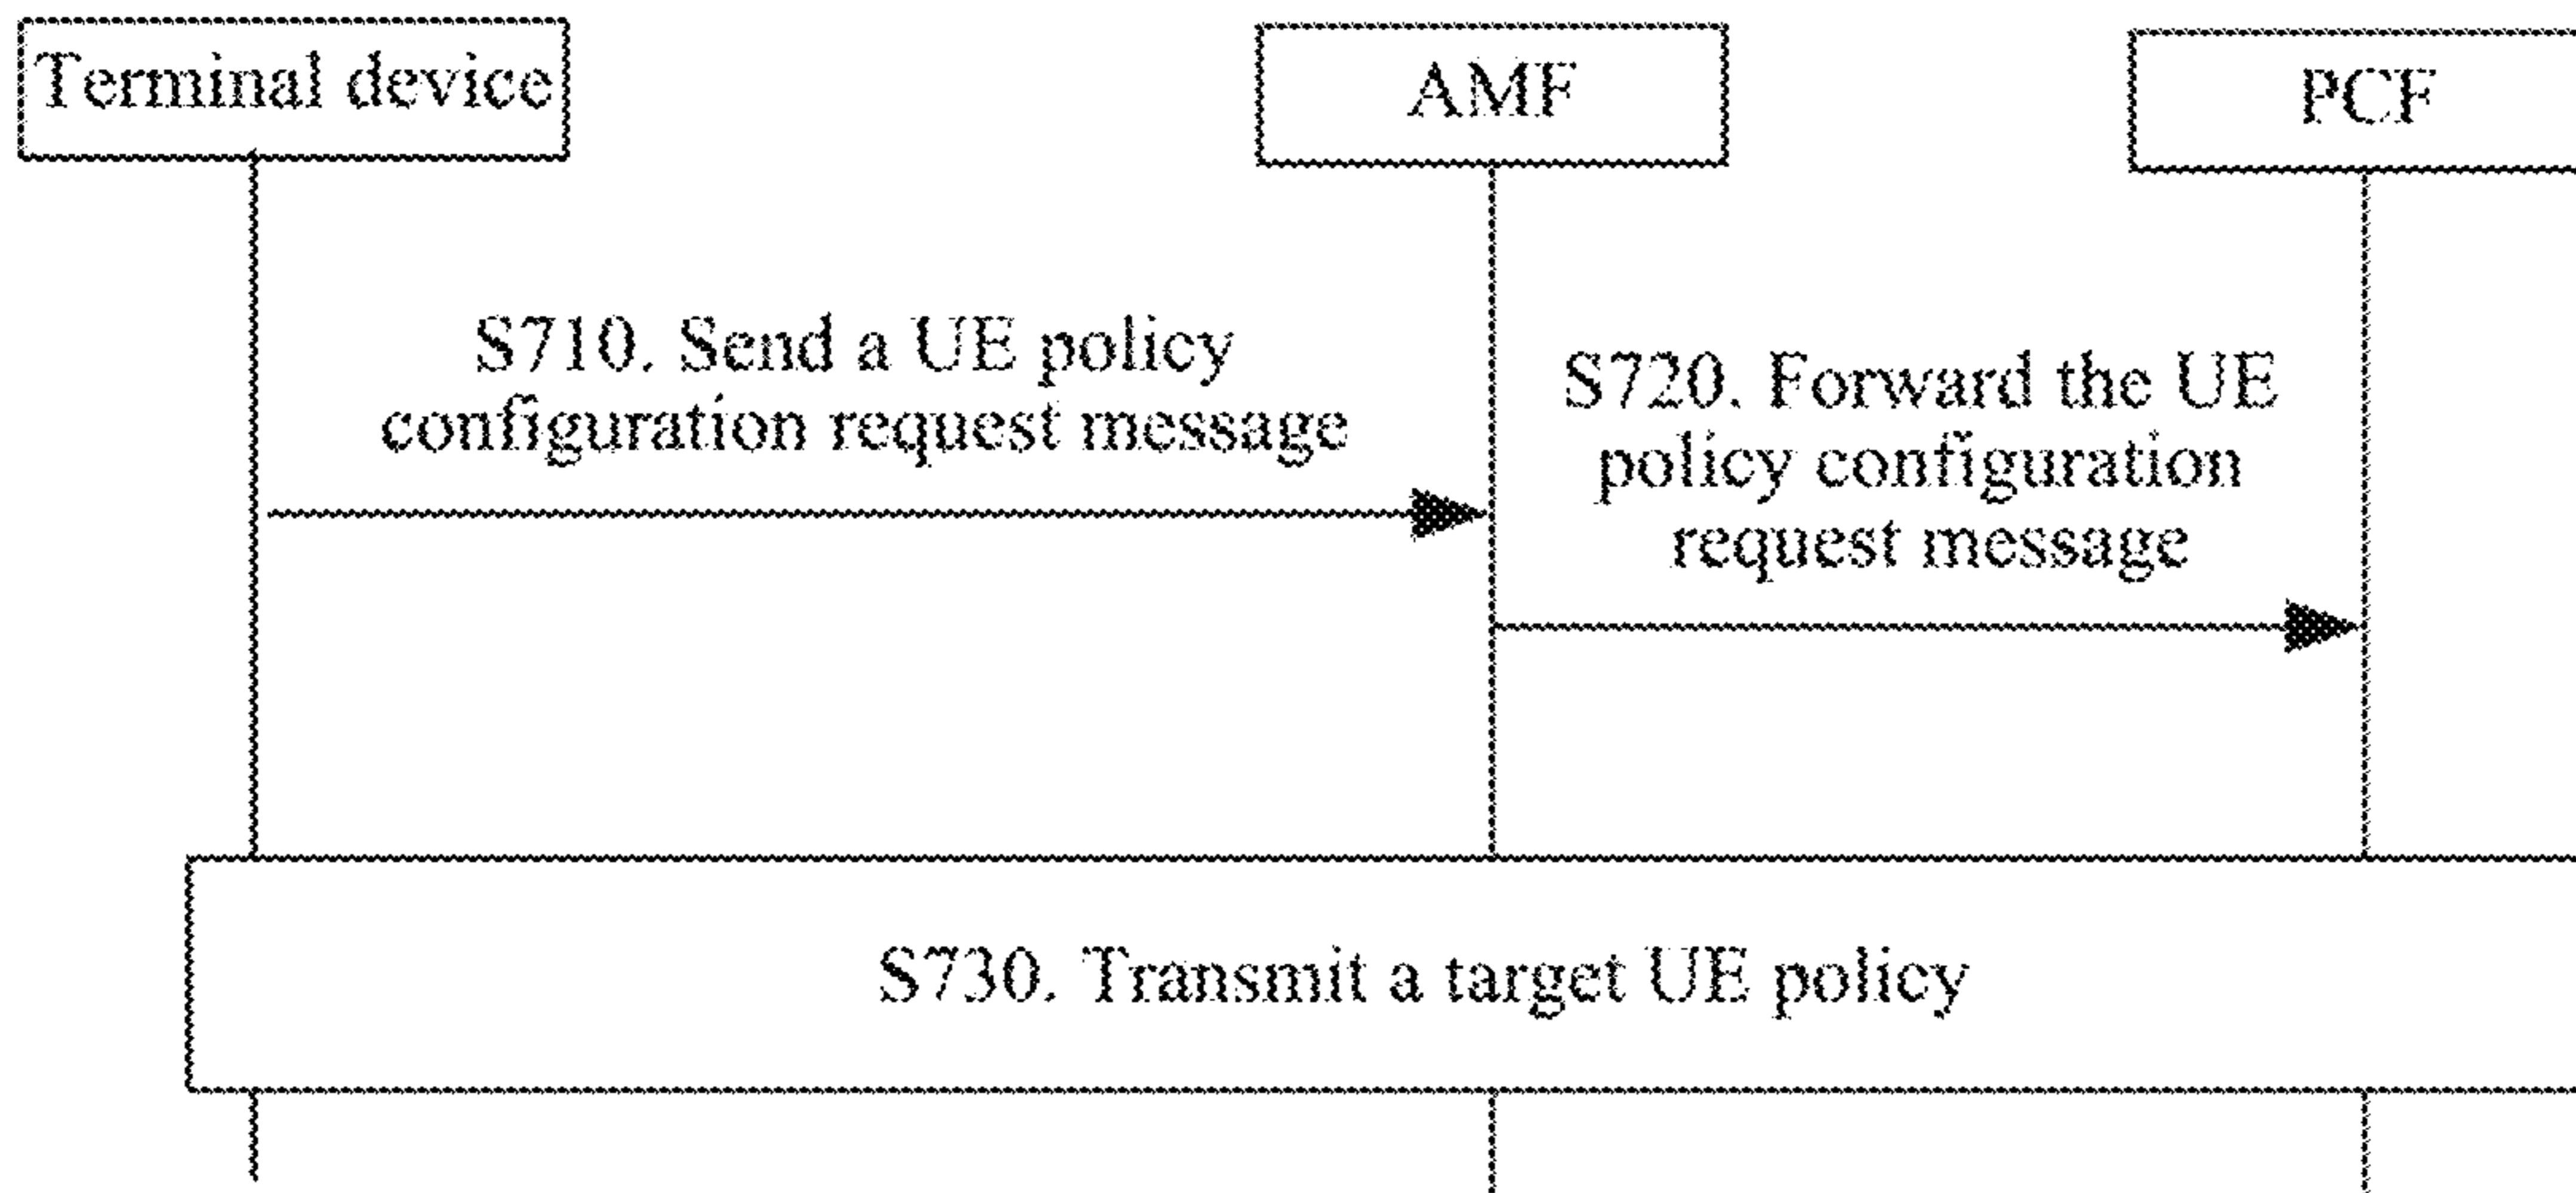 Terminal device
AMF
PCF
S710. Send a UE policy
configuration request message
S720. Forward the UE
policy configuration
request message
S730. Transmit a target UE policy